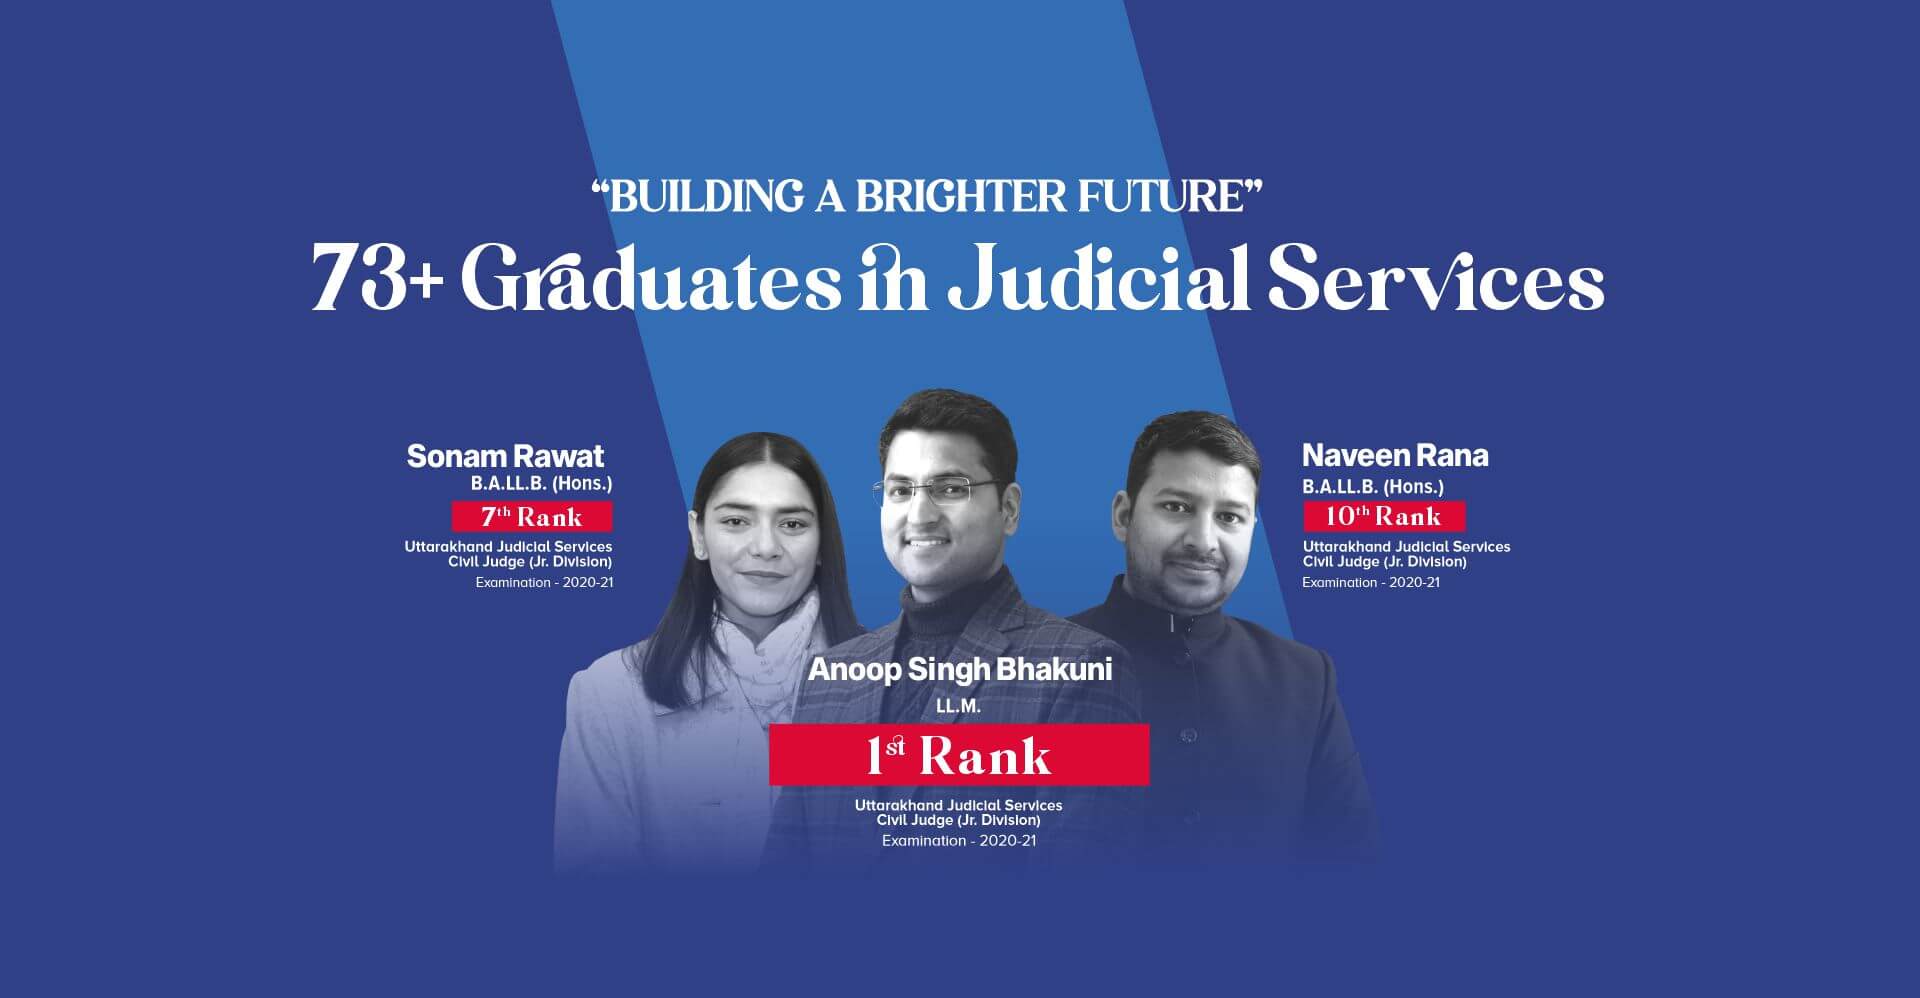 “BUILDING A BRIGHTER FUTURE”
73+ Graduates in Judicial Services
Sonam Rawat
B.A.LL.B. (Hons.)
7th Rank
Uttarakhand Judicial Services
Civil Judge (Jr. Division)
Examination - 2020-21
Anoop Singh Bhakuni
LL.M.
1st Rank
Uttarakhand Judicial Services
Civil Judge (Jr. Division)
Examination - 2020-21
Naveen Rana
B.A.LL.B. (Hons.)
10th Rank
Uttarakhand Judicial Services
Civil Judge (Jr. Division)
Examination - 2020-21